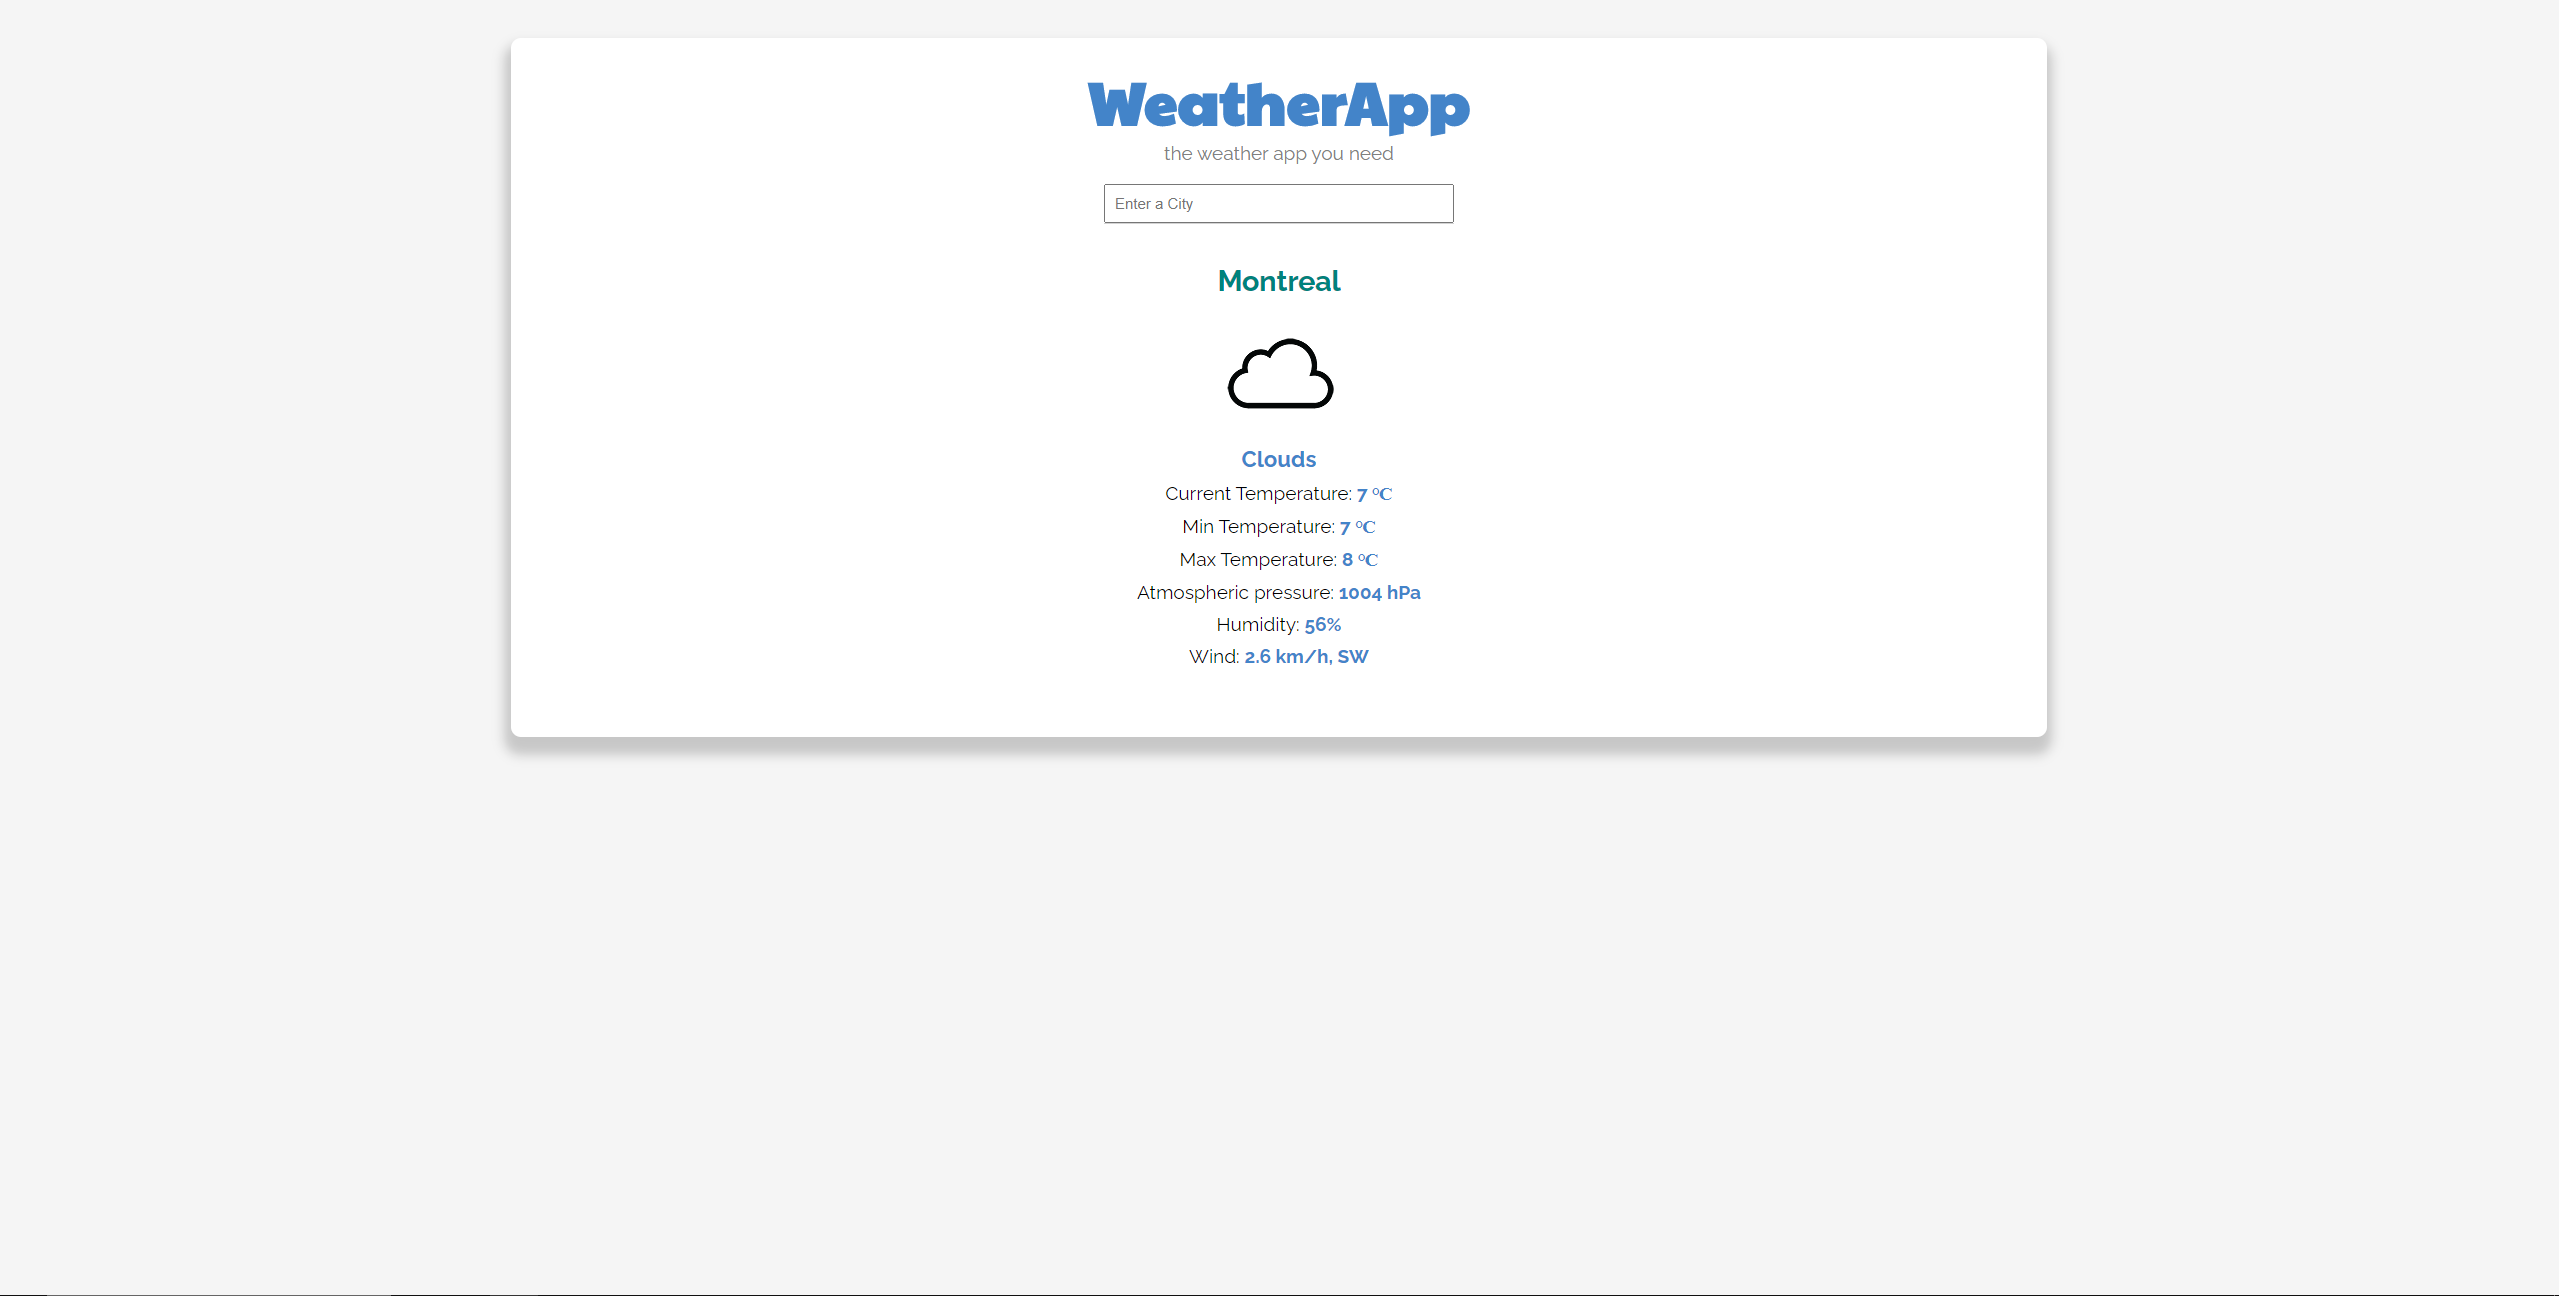 WeatherApp
the weather app you need
Enter a City
Montreal
Clouds
Current Temperature: 7 °C
Min Temperature: 7 °C
Max Temperature: 8 °C
Atmospheric pressure: 1004 hPa
Humidity: 56%
Wind: 2.6 km/h, SW